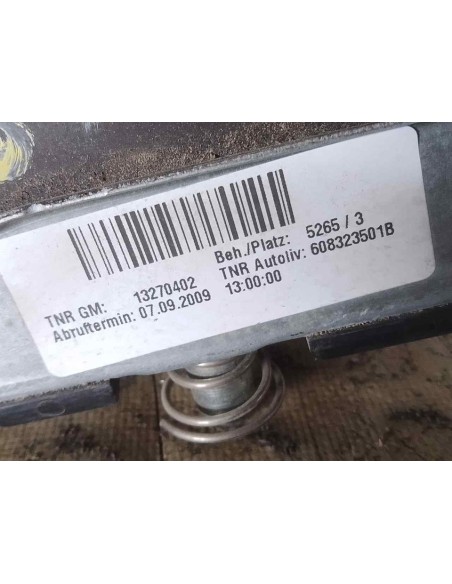 Beh./Platz: 5265 / 3
TNR GM: 13270402 TNR Autoliv: 608323501B
Abruftermin: 07.09.2009 13:00:00